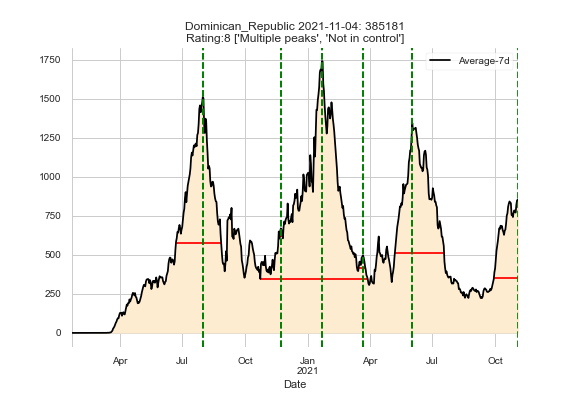 Dominican_Republic 2021-11-04: 385181
Rating:8 ['Multiple peaks', 'Not in control']
Average-7d
1750
1500
1250
1000
750
500
250
0
Apr Jul Oct Jan Apr Jul Oct
2021
Date